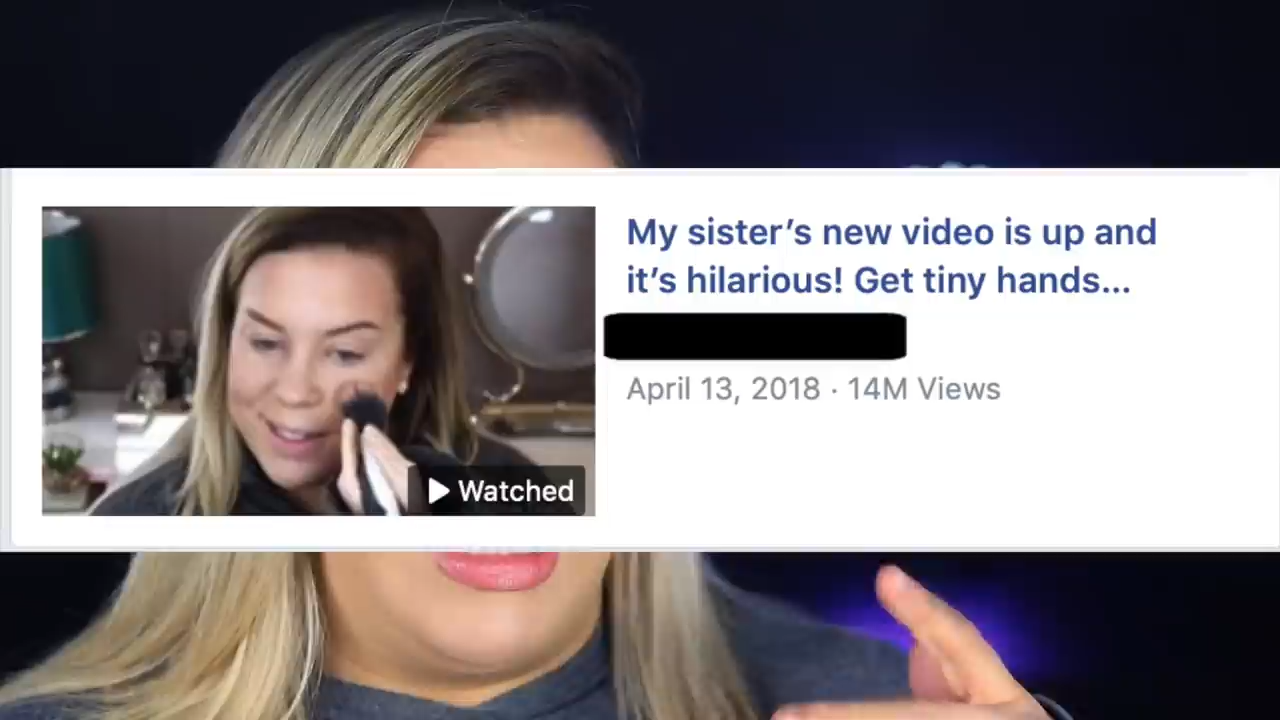 My sister’s new video is up and
it’s hilarious! Get tiny hands...
April 13, 2018 · 14M Views
Watched